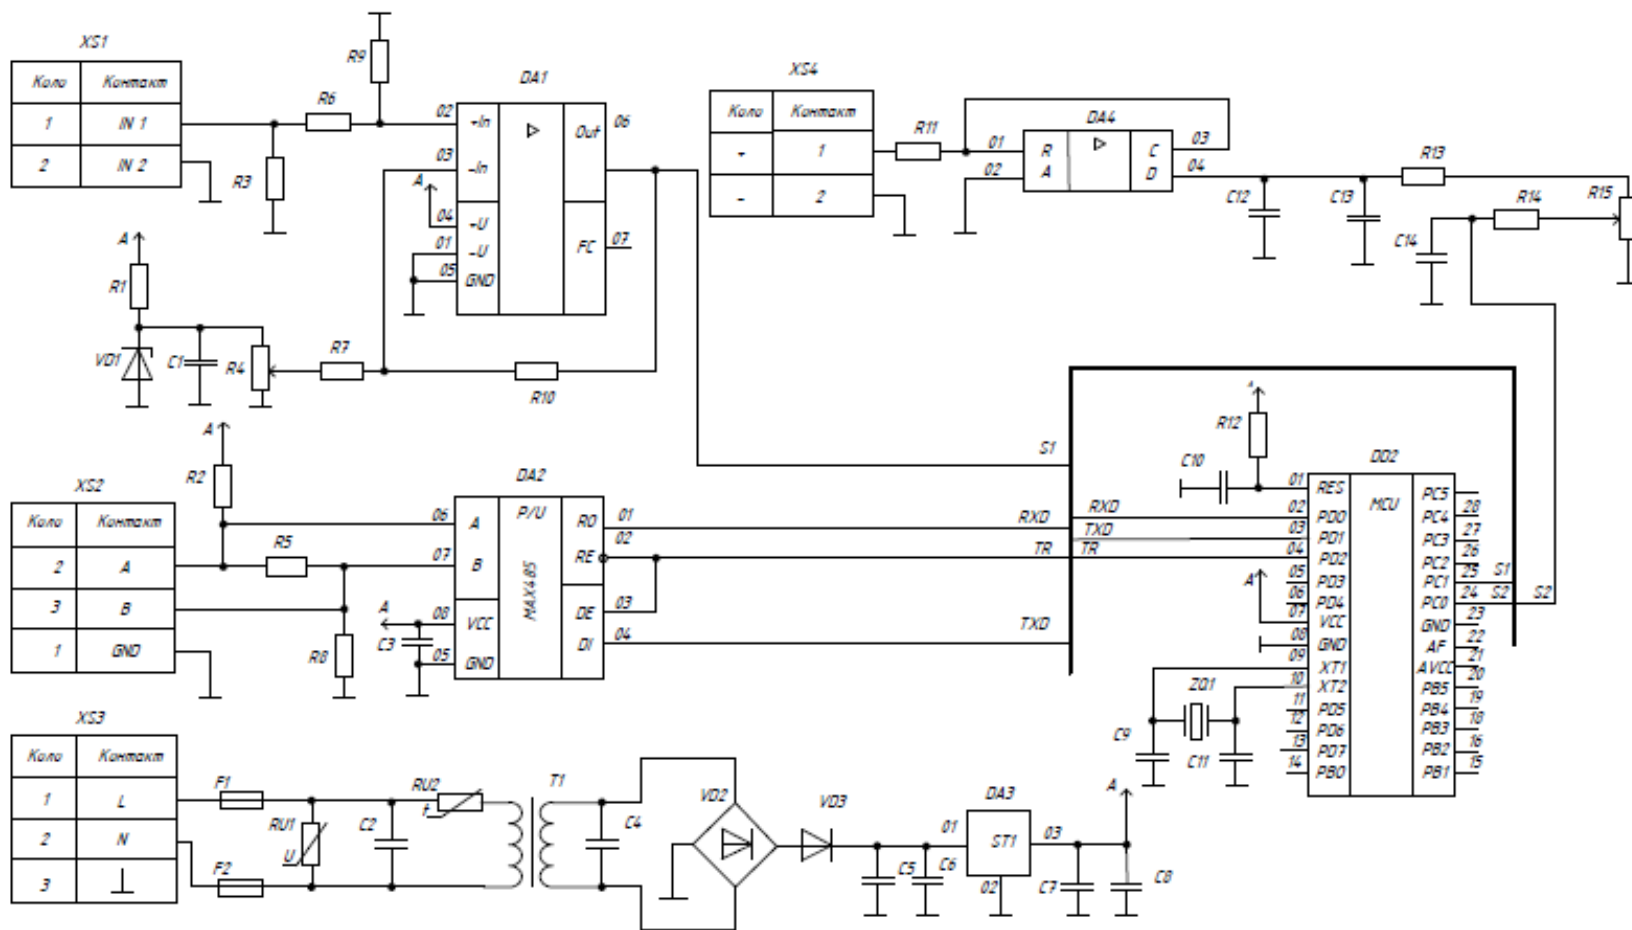 XS1
Коло Контакт
1 IN 1
2 IN 2
R6
R9
R3
DA1
02 +In
03 -In
A
04 +U
01 -U
05 GND
Out 06
FC 07
A
R1
VD1
C1
R4
R7
R10
XS4
Коло Контакт
+ 1
- 2
R11
DA4
01 R
02 A
C 03
D 04
C12
C13
R13
R14
R15
C14
XS2
Коло Контакт
2 A
3 B
1 GND
A
R2
R5
R8
DA2
P/U
MAX485
06 A
07 B
A
08 VCC
C3
05 GND
RO 01
RE 02
DE 03
DI 04
S1
RXD
TR
TXD
RXD
TXD
TR
A
R12
C10
DD2
MCU
01 RES
02 PD0
03 PD1
04 PD2
05 PD3
06 PD4
A
07 VCC
08 GND
09 XT1
10 XT2
11 PD5
12 PD6
13 PD7
14 PB0
PC5
PC4 28
PC3 27
PC2 26
PC1 25 S1
PC0 24 S2 S2
GND 23
AF 22
AVCC 21
PB5 20
PB4 19
PB3 18
PB2 16
PB1 15
ZQ1
C9
C11
XS3
Коло Контакт
1 L
2 N
3
F1
F2
RU1
U
C2
RU2
t
T1
C4
VD2
VD3
C5
C6
DA3
01
ST1
03
02
C7
A
C8